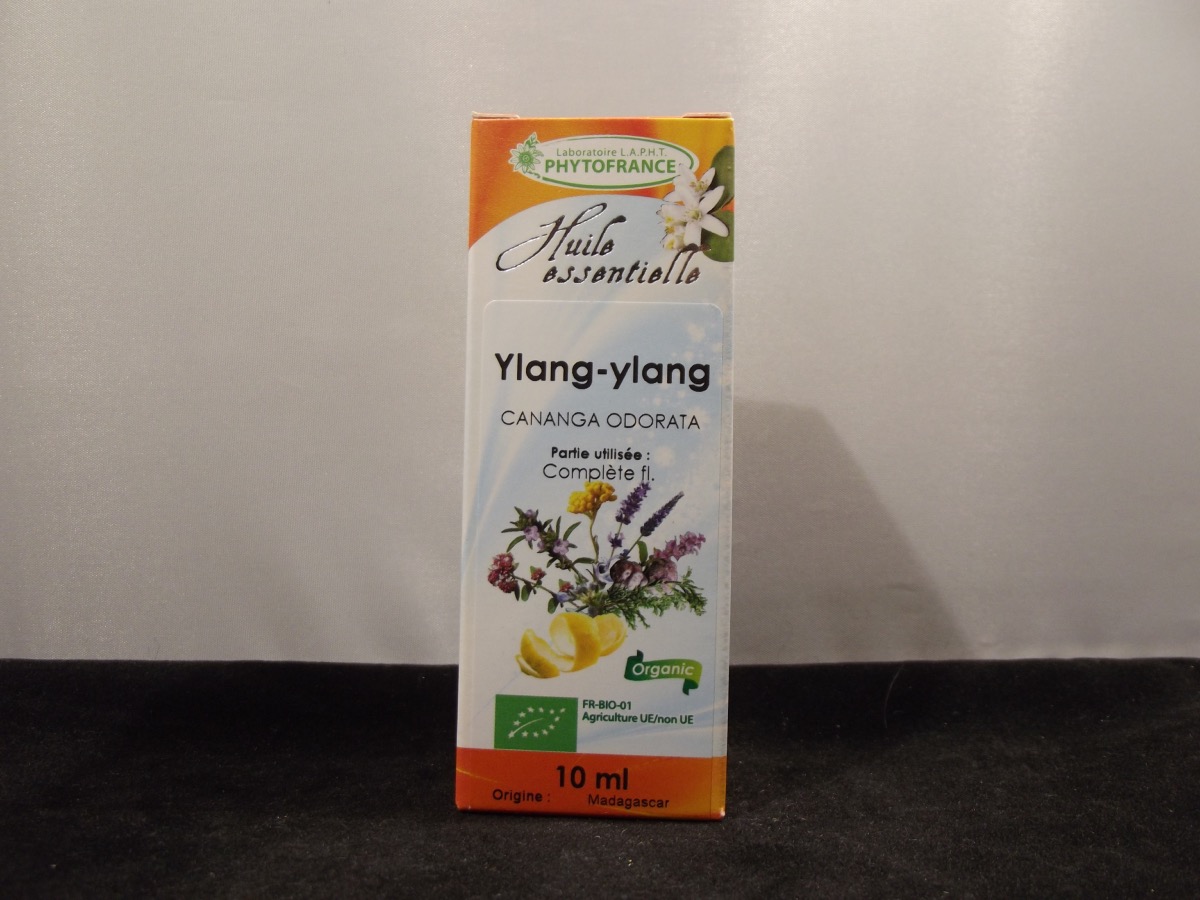 Laboratoire L.A.P.H.T.
PHYTOFRANCE
Huile
essentielle
Ylang-ylang
CANANGA ODORATA
Partie utilisée :
Complète fl.
Organic
FR-BIO-01
Agriculture UE/non UE
10 ml
Origine : Madagascar